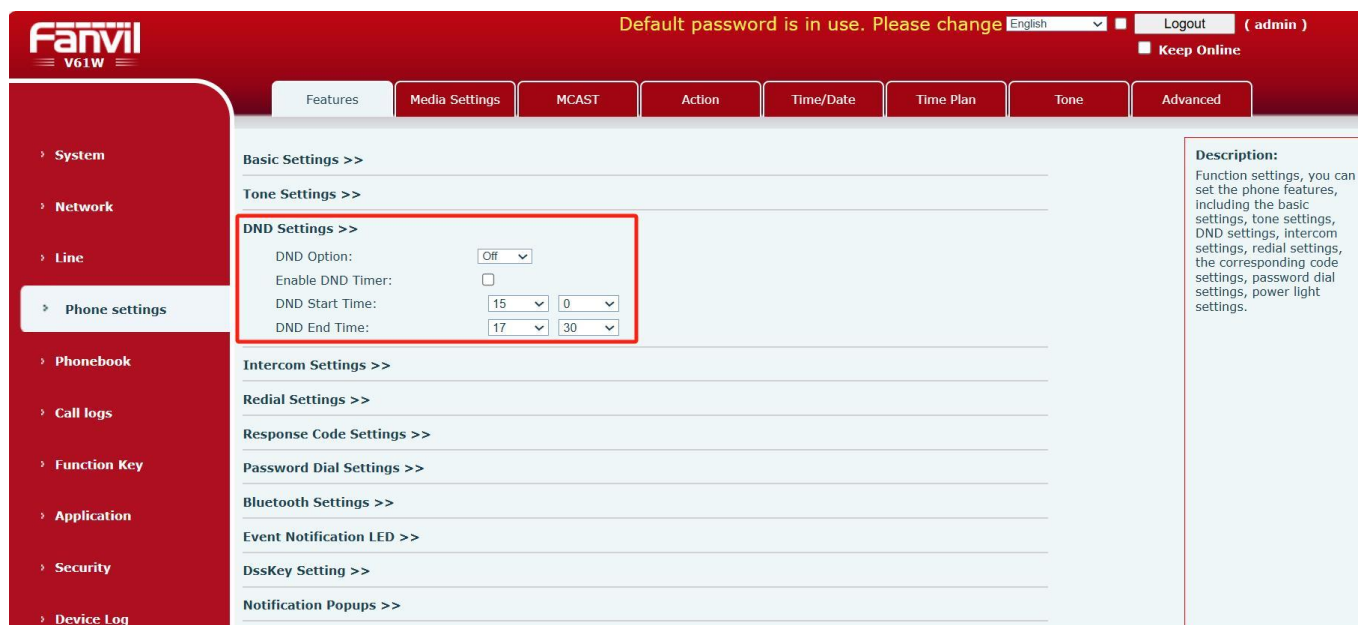 Fanvil
V61W
Default password is in use. Please change
English
Logout
( admin )
Keep Online
Features
Media Settings
MCAST
Action
Time/Date
Time Plan
Tone
Advanced
› System
› Network
› Line
› Phone settings
› Phonebook
› Call logs
› Function Key
› Application
› Security
› Device Log
Basic Settings >>
Tone Settings >>
DND Settings >>
DND Option: Off
Enable DND Timer:
DND Start Time: 15 0
DND End Time: 17 30
Intercom Settings >>
Redial Settings >>
Response Code Settings >>
Password Dial Settings >>
Bluetooth Settings >>
Event Notification LED >>
DssKey Setting >>
Notification Popups >>
Description:
Function settings, you can
set the phone features,
including the basic
settings, tone settings,
DND settings, intercom
settings, redial settings,
the corresponding code
settings, password dial
settings, power light
settings.